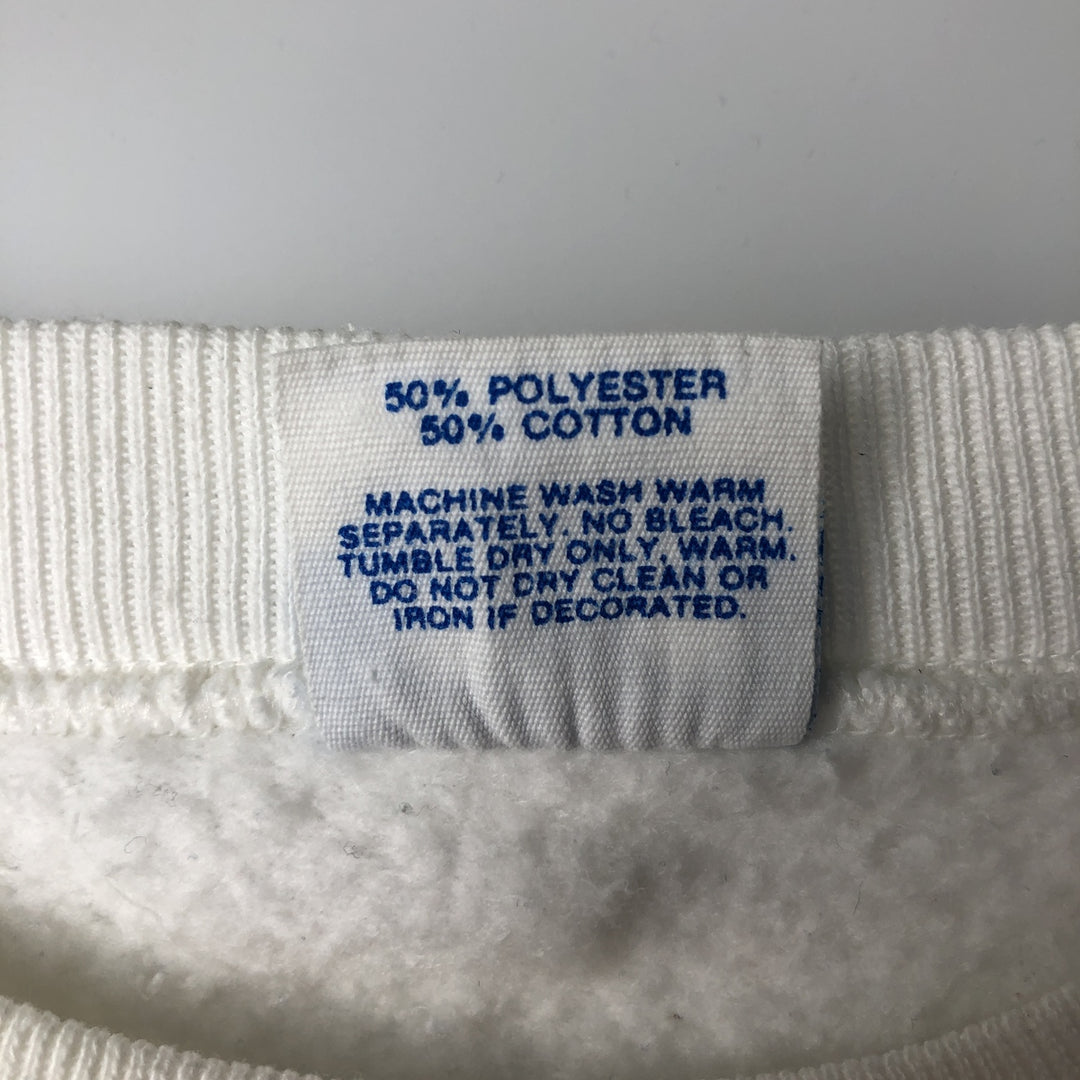 50% POLYESTER
50% COTTON
MACHINE WASH WARM
SEPARATELY. NO BLEACH.
TUMBLE DRY ONLY, WARM.
DO NOT DRY CLEAN OR
IRON IF DECORATED.